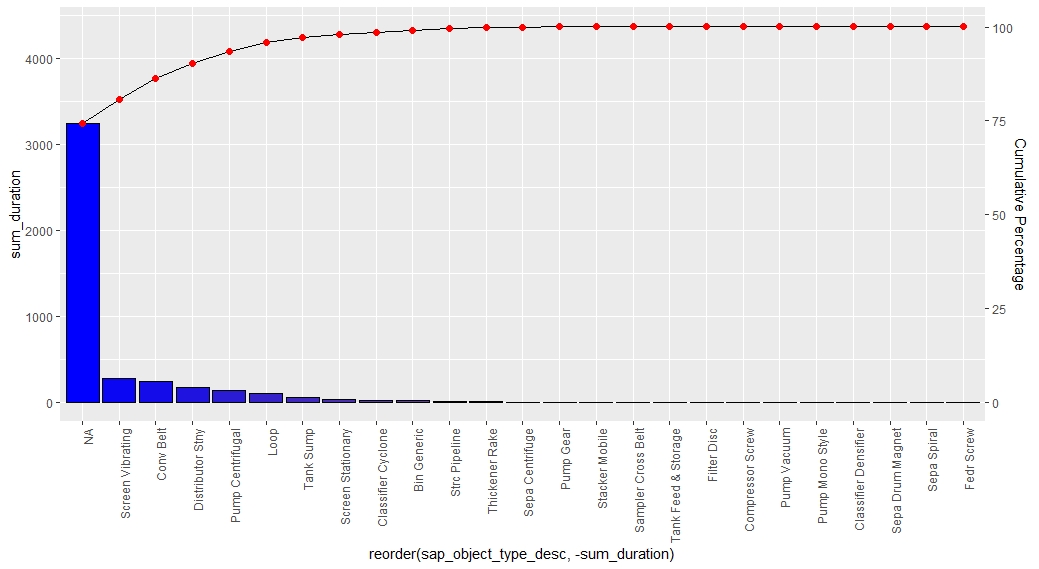 4000
3000
2000
1000
0
sum_duration
100
75
50
25
0
Cumulative Percentage
NA
Screen Vibrating
Conv Belt
Distributor Stny
Pump Centrifugal
Loop
Tank Sump
Screen Stationary
Classifier Cyclone
Bin Generic
Strc Pipeline
Thickener Rake
Sepa Centrifuge
Pump Gear
Stacker Mobile
Sampler Cross Belt
Tank Feed & Storage
Filter Disc
Compressor Screw
Pump Vacuum
Pump Mono Style
Classifier Densifier
Sepa Drum Magnet
Sepa Spiral
Fedr Screw
reorder(sap_object_type_desc, -sum_duration)